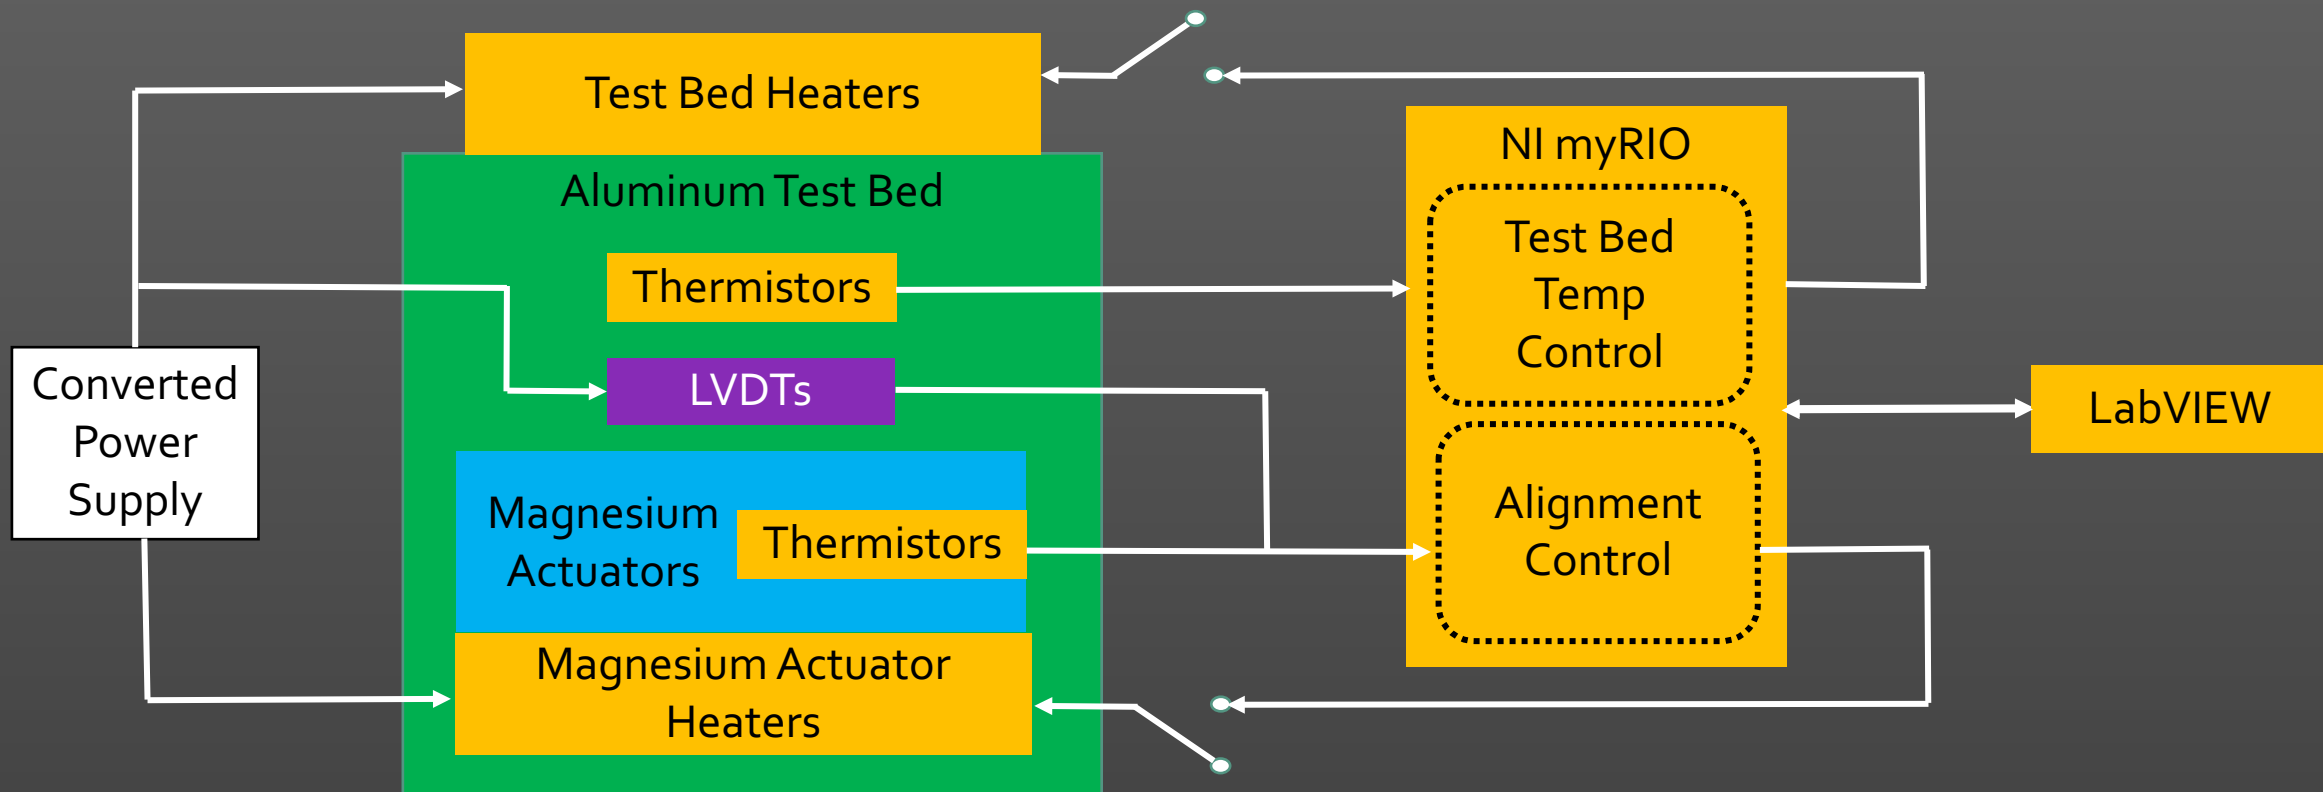 Test Bed Heaters
Aluminum Test Bed
Thermistors
LVDTs
Magnesium
Actuators
Thermistors
Magnesium Actuator
Heaters
Converted
Power
Supply
NI myRIO
Test Bed
Temp
Control
Alignment
Control
LabVIEW